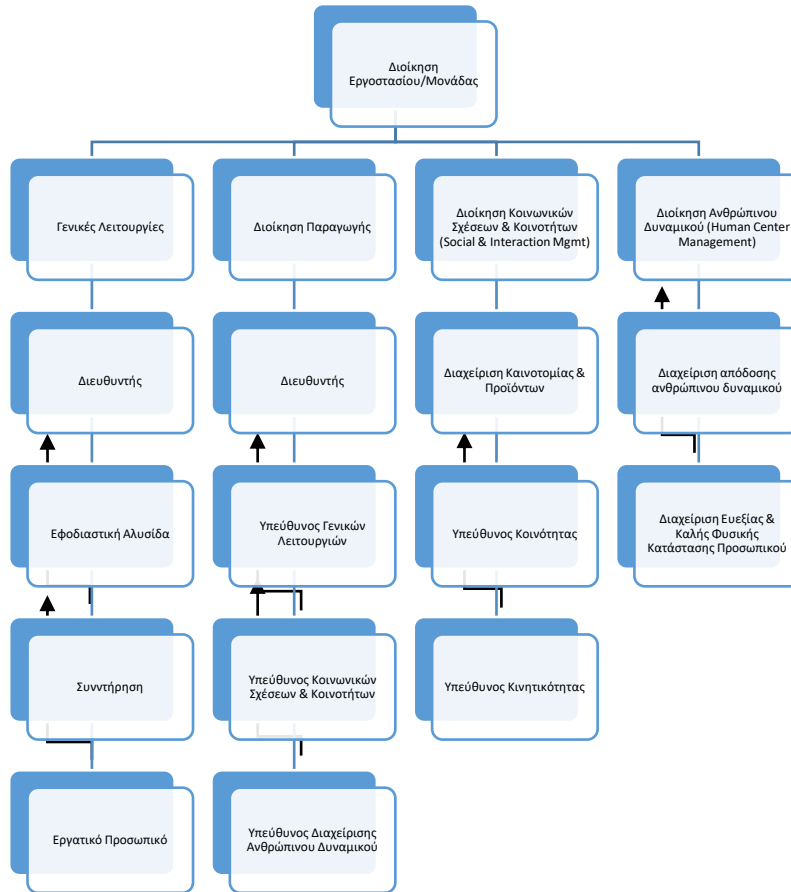 Διοίκηση
Εργοστασίου/Μονάδας
Γενικές Λειτουργίες
Διοίκηση Παραγωγής
Διοίκηση Κοινωνικών
Σχέσεων & Κοινοτήτων
(Social & Interaction Mgmt)
Διοίκηση Ανθρώπινου
Δυναμικού (Human Center
Management)
Διευθυντής
Διευθυντής
Διαχείριση Καινοτομίας &
Προϊόντων
Διαχείριση απόδοσης
ανθρώπινου δυναμικού
Εφοδιαστική Αλυσίδα
Υπεύθυνος Γενικών
Λειτουργιών
Υπεύθυνος Κοινότητας
Διαχείριση Ευεξίας &
Καλής Φυσικής
Κατάστασης Προσωπικού
Συνντήρηση
Υπεύθυνος Κοινωνικών
Σχέσεων & Κοινοτήτων
Υπεύθυνος Κινητικότητας
Εργατικό Προσωπικό
Υπεύθυνος Διαχείρισης
Ανθρώπινου Δυναμικού